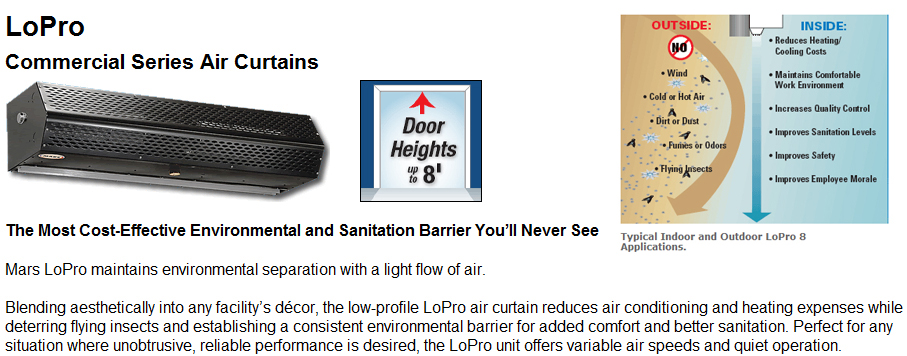 LoPro
Commercial Series Air Curtains
Door
Heights
up
to 8'
OUTSIDE:
NO
• Wind
• Cold or Hot Air
• Dirt or Dust
• Fumes or Odors
• Flying Insects
INSIDE:
• Reduces Heating/
Cooling Costs
• Maintains Comfortable
Work Environment
• Increases Quality Control
• Improves Sanitation Levels
• Improves Safety
• Improves Employee Morale
Typical Indoor and Outdoor LoPro 8
Applications.
The Most Cost-Effective Environmental and Sanitation Barrier You’ll Never See
Mars LoPro maintains environmental separation with a light flow of air.
Blending aesthetically into any facility’s décor, the low-profile LoPro air curtain reduces air conditioning and heating expenses while
deterring flying insects and establishing a consistent environmental barrier for added comfort and better sanitation. Perfect for any
situation where unobtrusive, reliable performance is desired, the LoPro unit offers variable air speeds and quiet operation.